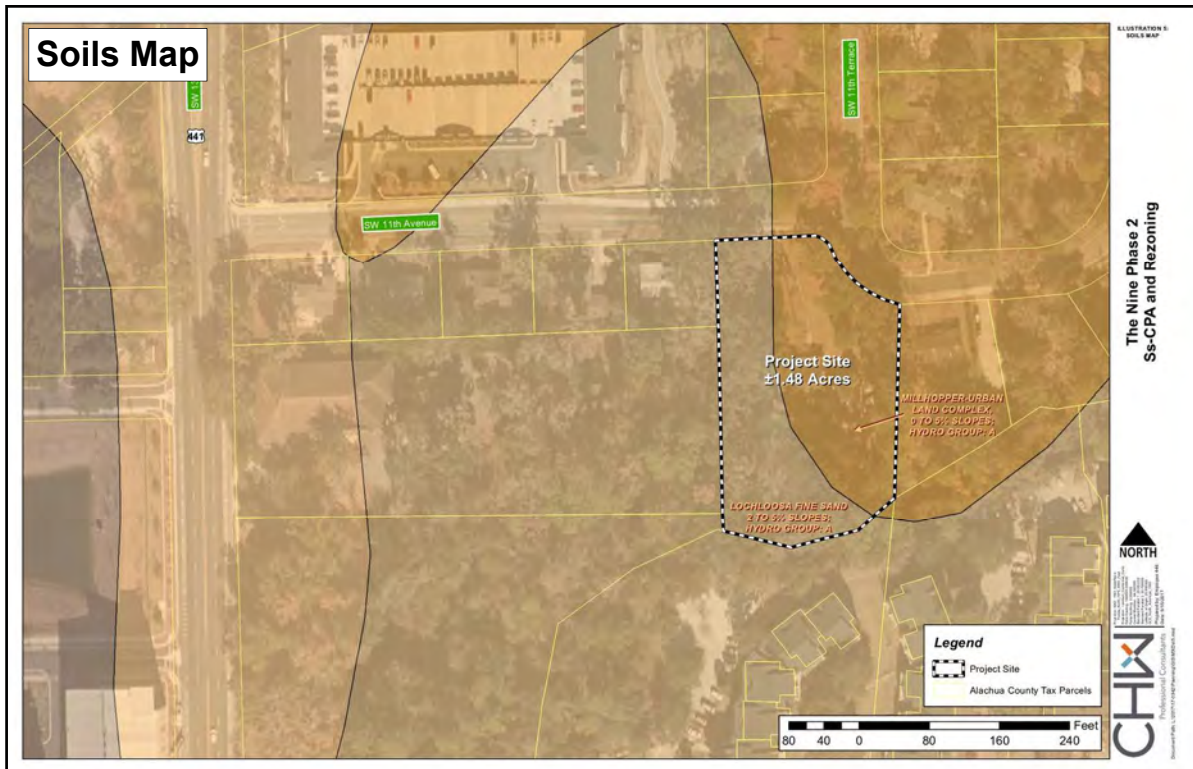 Soils Map
ILLUSTRATION 5:
SOILS MAP
SW 13
441
SW 11th Terrace
SW 11th Avenue
Project Site
±1.48 Acres
MILLHOPPER-URBAN
LAND COMPLEX,
0 TO 5% SLOPES;
HYDRO GROUP: A
LOCHLOOSA FINE SAND
2 TO 5% SLOPES;
HYDRO GROUP: A
The Nine Phase 2
Ss-CPA and Rezoning
NORTH
Legend
Project Site
Alachua County Tax Parcels
Feet
80 40 0 80 160 240
CHW
Professional Consultants